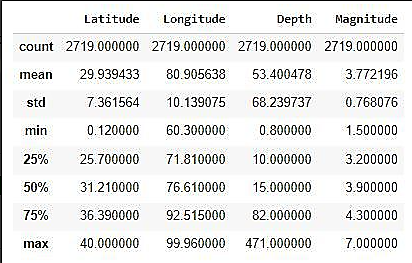 Latitude Longitude Depth Magnitude
count 2719.000000 2719.000000 2719.000000 2719.000000
mean 29.939433 80.905638 53.400478 3.772196
std 7.361564 10.139075 68.239737 0.768076
min 0.120000 60.300000 0.800000 1.500000
25% 25.700000 71.810000 10.000000 3.200000
50% 31.210000 76.610000 15.000000 3.900000
75% 36.390000 92.515000 82.000000 4.300000
max 40.000000 99.960000 471.000000 7.000000